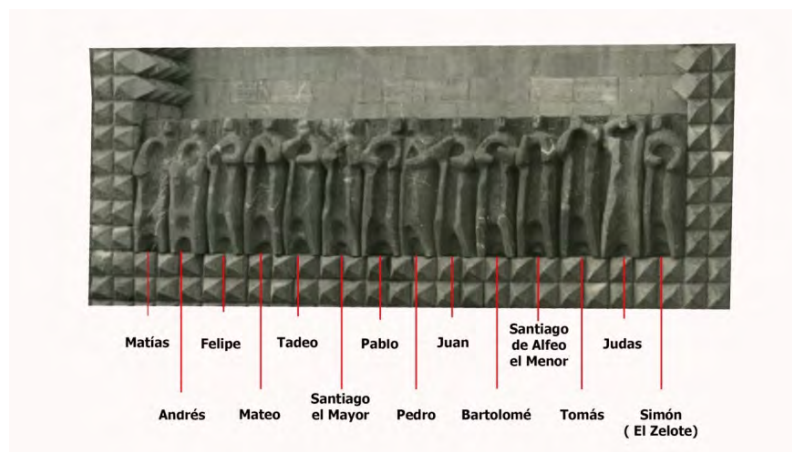 Matías
Felipe
Tadeo
Pablo
Juan
Santiago
de Alfeo
el Menor
Judas
Andrés
Mateo
Santiago
el Mayor
Pedro
Bartolomé
Tomás
Simón
( El Zelote)